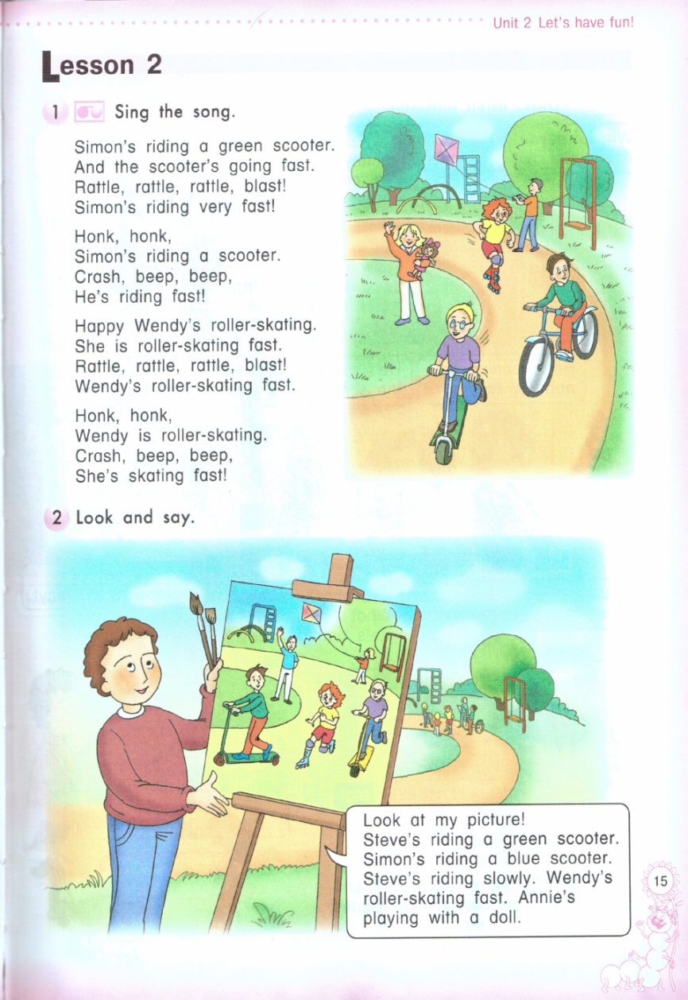 Unit 2 Let's have fun!
Lesson 2
1 Sing the song.
Simon's riding a green scooter.
And the scooter's going fast.
Rattle, rattle, rattle, blast!
Simon's riding very fast!
Honk, honk,
Simon's riding a scooter.
Crash, beep, beep,
He's riding fast!
Happy Wendy's roller-skating.
She is roller-skating fast.
Rattle, rattle, rattle, blast!
Wendy's roller-skating fast.
Honk, honk,
Wendy is roller-skating.
Crash, beep, beep,
She's skating fast!
2 Look and say.
Look at my picture!
Steve's riding a green scooter.
Simon's riding a blue scooter.
Steve's riding slowly. Wendy's
roller-skating fast. Annie's
playing with a doll.
15